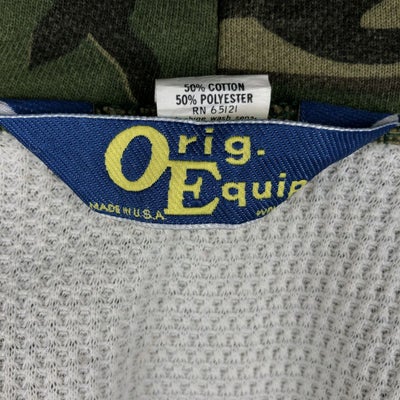 50% COTTON
50% POLYESTER
RN 65121
Orig.
Equip
MADE IN U.S.A.